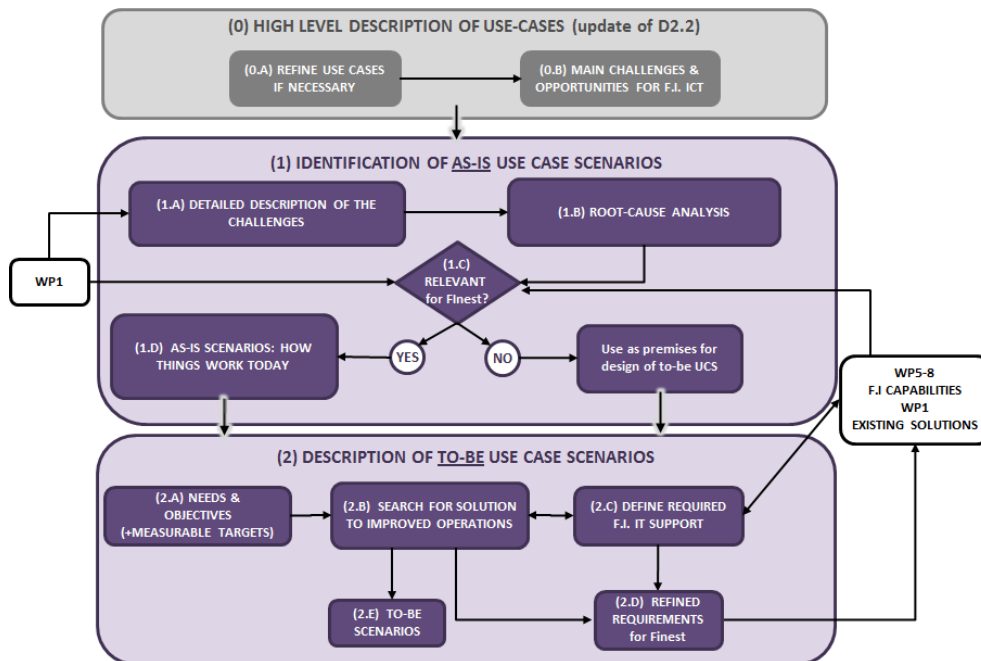 (0) HIGH LEVEL DESCRIPTION OF USE-CASES (update of D2.2)
(0.A) REFINE USE CASES
IF NECESSARY
(0.B) MAIN CHALLENGES &
OPPORTUNITIES FOR F.I. ICT
(1) IDENTIFICATION OF AS-IS USE CASE SCENARIOS
(1.A) DETAILED DESCRIPTION OF THE
CHALLENGES
(1.B) ROOT-CAUSE ANALYSIS
WP1
(1.C)
RELEVANT
for FInest?
(1.D) AS-IS SCENARIOS: HOW
THINGS WORK TODAY
YES
NO
Use as premises for
design of to-be UCS
WP5-8
F.I CAPABILITIES
WP1
EXISTING SOLUTIONS
(2) DESCRIPTION OF TO-BE USE CASE SCENARIOS
(2.A) NEEDS &
OBJECTIVES
(+MEASURABLE TARGETS)
(2.B) SEARCH FOR SOLUTION
TO IMPROVED OPERATIONS
(2.C) DEFINE REQUIRED
F.I. IT SUPPORT
(2.E) TO-BE
SCENARIOS
(2.D) REFINED
REQUIREMENTS
for Finest